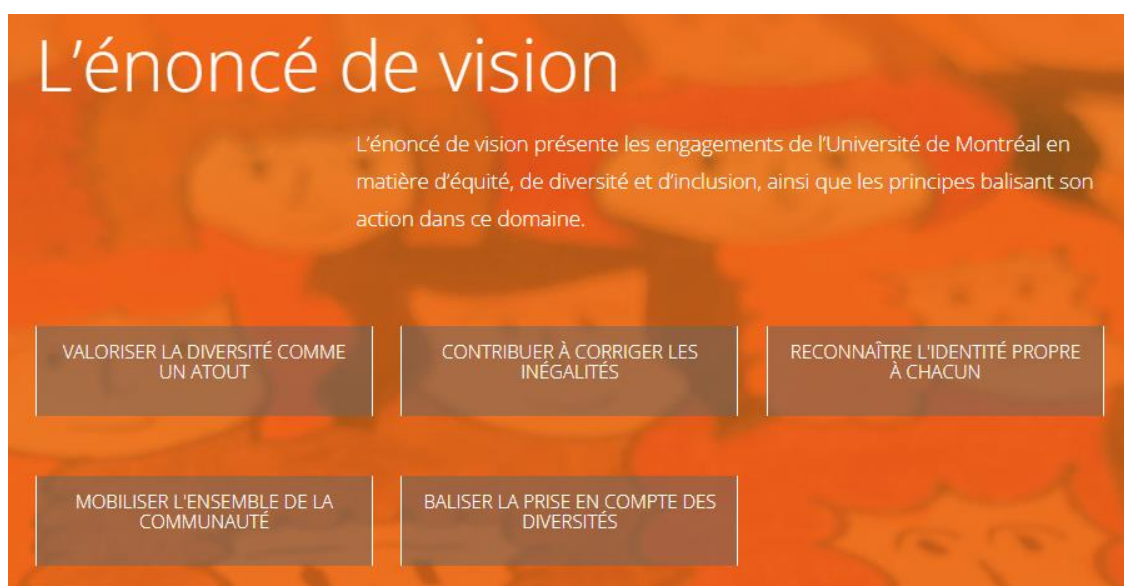 L'énoncé de vision
L'énoncé de vision présente les engagements de l'Université de Montréal en
matière d'équité, de diversité et d'inclusion, ainsi que les principes balisant son
action dans ce domaine.
VALORISER LA DIVERSITÉ COMME
UN ATOUT
CONTRIBUER À CORRIGER LES
INÉGALITÉS
RECONNAÎTRE L'IDENTITÉ PROPRE
À CHACUN
MOBILISER L'ENSEMBLE DE LA
COMMUNAUTÉ
BALISER LA PRISE EN COMPTE DES
DIVERSITÉS